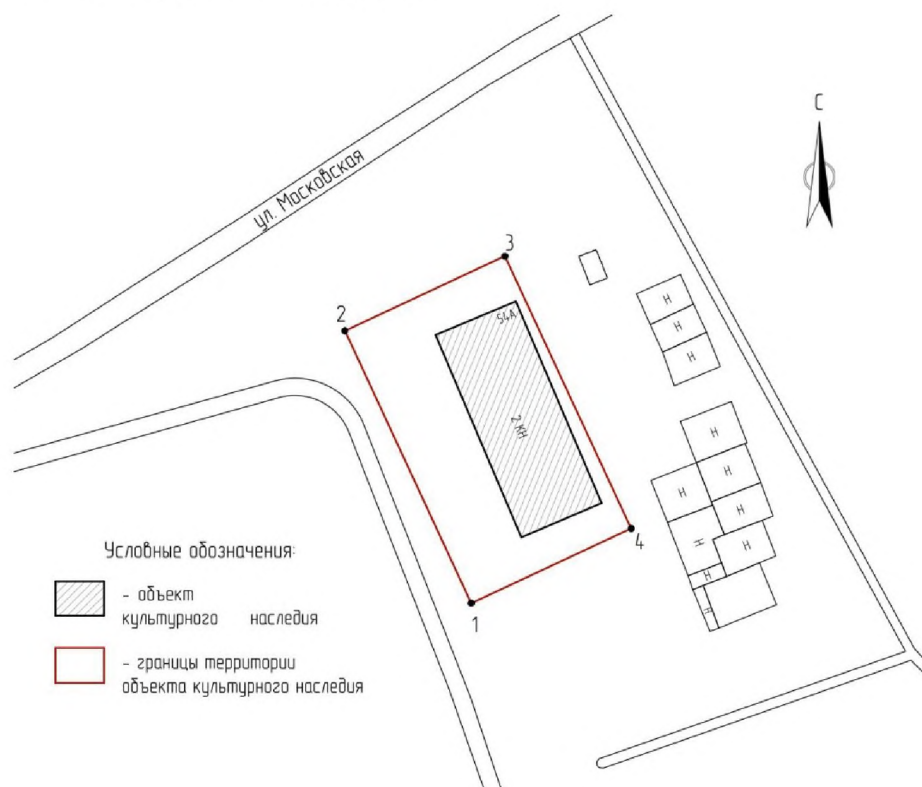 С
ул. Московская
3
2
54А
Н
Н
Н
2 КН
Н
Н
Н
Н
Н
Н
Н
Н
4
1
Условные обозначения:
- объект
культурного наследия
- границы территории
объекта культурного наследия